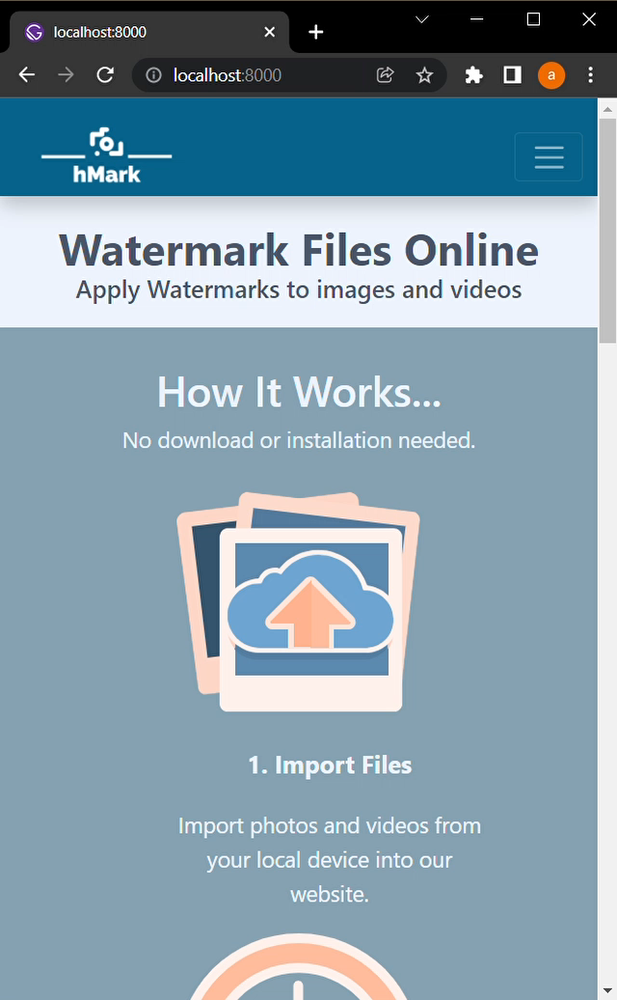 localhost:8000
localhost:8000
a
hMark
Watermark Files Online
Apply Watermarks to images and videos
How It Works...
No download or installation needed.
1. Import Files
Import photos and videos from
your local device into our
website.